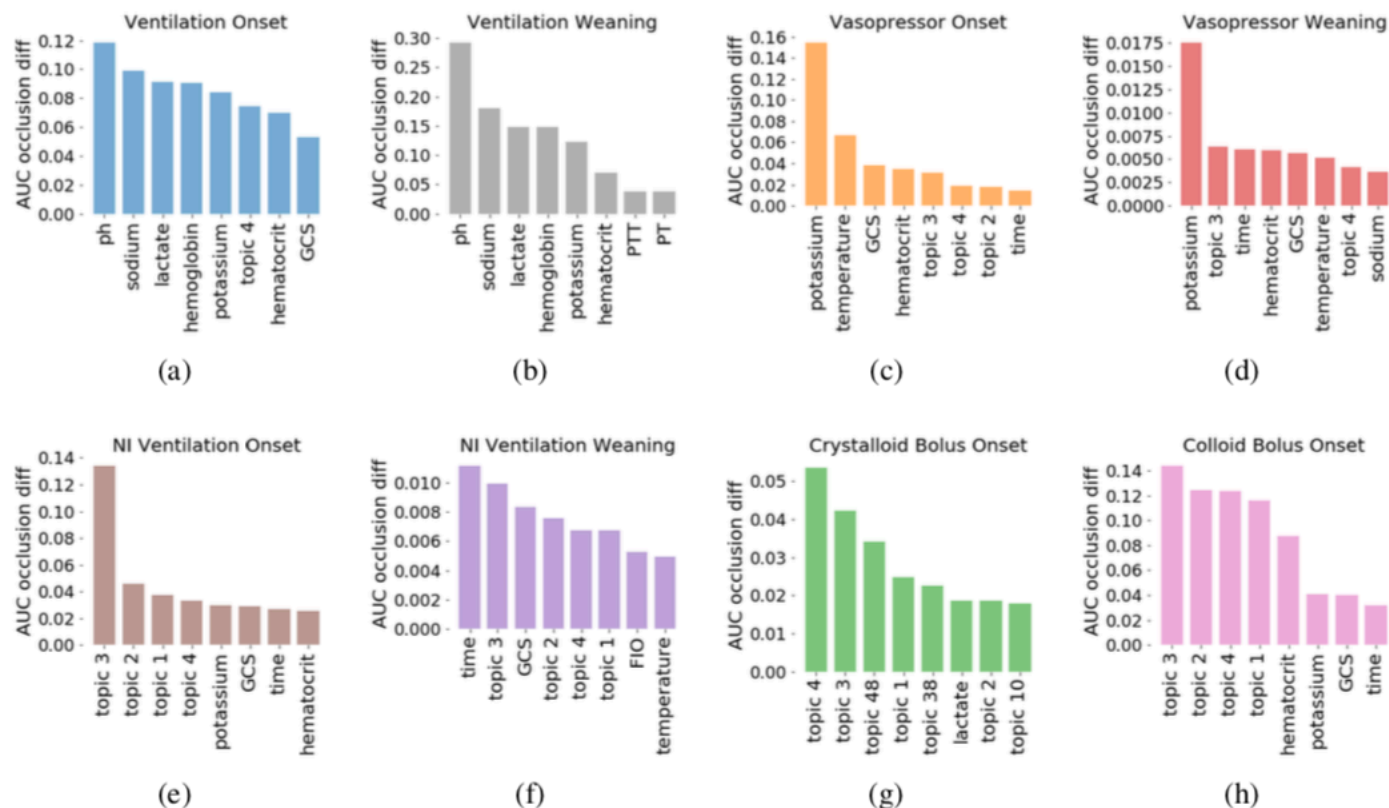 Ventilation Onset
AUC occlusion diff
0.12
0.10
0.08
0.06
0.04
0.02
0.00
ph
sodium
lactate
hemoglobin
potassium
topic 4
hematocrit
GCS
(a)
Ventilation Weaning
AUC occlusion diff
0.30
0.25
0.20
0.15
0.10
0.05
0.00
ph
sodium
lactate
hemoglobin
potassium
hematocrit
PTT
PT
(b)
Vasopressor Onset
AUC occlusion diff
0.16
0.14
0.12
0.10
0.08
0.06
0.04
0.02
0.00
potassium
temperature
GCS
hematocrit
topic 3
topic 4
topic 2
time
(c)
Vasopressor Weaning
AUC occlusion diff
0.0175
0.0150
0.0125
0.0100
0.0075
0.0050
0.0025
0.0000
potassium
topic 3
time
hematocrit
GCS
temperature
topic 4
sodium
(d)
NI Ventilation Onset
AUC occlusion diff
0.14
0.12
0.10
0.08
0.06
0.04
0.02
0.00
topic 3
topic 2
topic 1
topic 4
potassium
GCS
time
hematocrit
(e)
NI Ventilation Weaning
AUC occlusion diff
0.010
0.008
0.006
0.004
0.002
0.000
time
topic 3
GCS
topic 2
topic 4
topic 1
FIO
temperature
(f)
Crystalloid Bolus Onset
AUC occlusion diff
0.05
0.04
0.03
0.02
0.01
0.00
topic 4
topic 3
topic 48
topic 1
topic 38
lactate
topic 2
topic 10
(g)
Colloid Bolus Onset
AUC occlusion diff
0.14
0.12
0.10
0.08
0.06
0.04
0.02
0.00
topic 3
topic 2
topic 4
topic 1
hematocrit
potassium
GCS
time
(h)